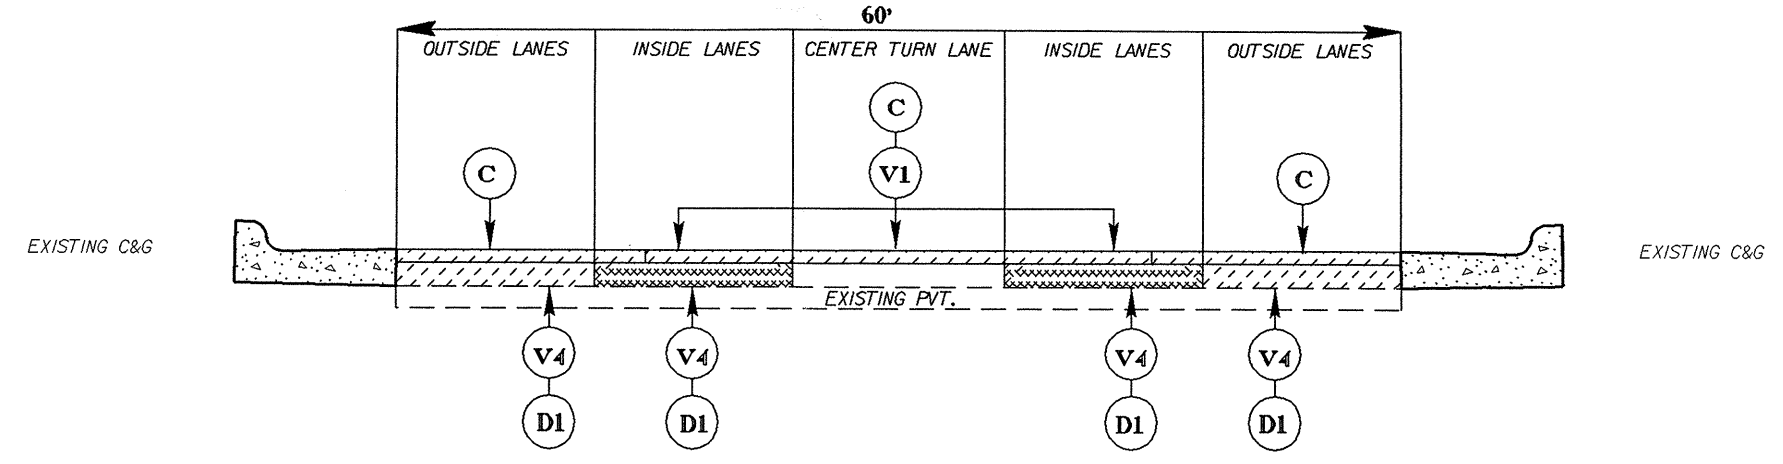 60'
OUTSIDE LANES INSIDE LANES CENTER TURN LANE INSIDE LANES OUTSIDE LANES
C
C V1 C
EXISTING C&G EXISTING C&G
EXISTING PVT.
V4 V4 V4 V4
D1 D1 D1 D1